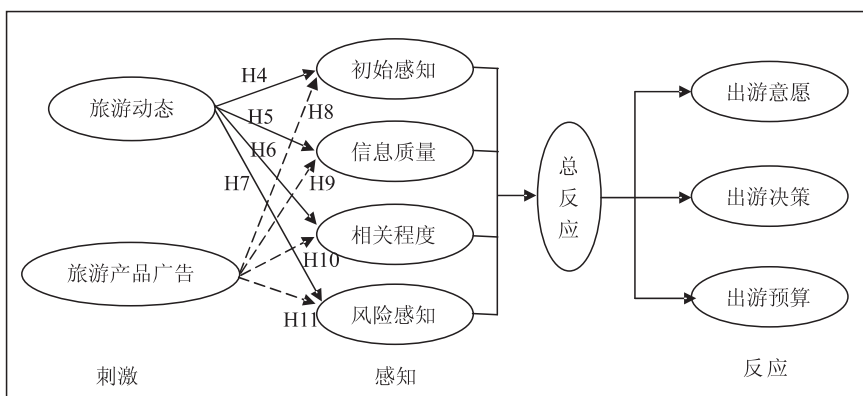 旅游动态
旅游产品广告
刺激
H4
H5
H6
H7
H8
H9
H10
H11
初始感知
信息质量
相关程度
风险感知
感知
总反应
出游意愿
出游决策
出游预算
反应